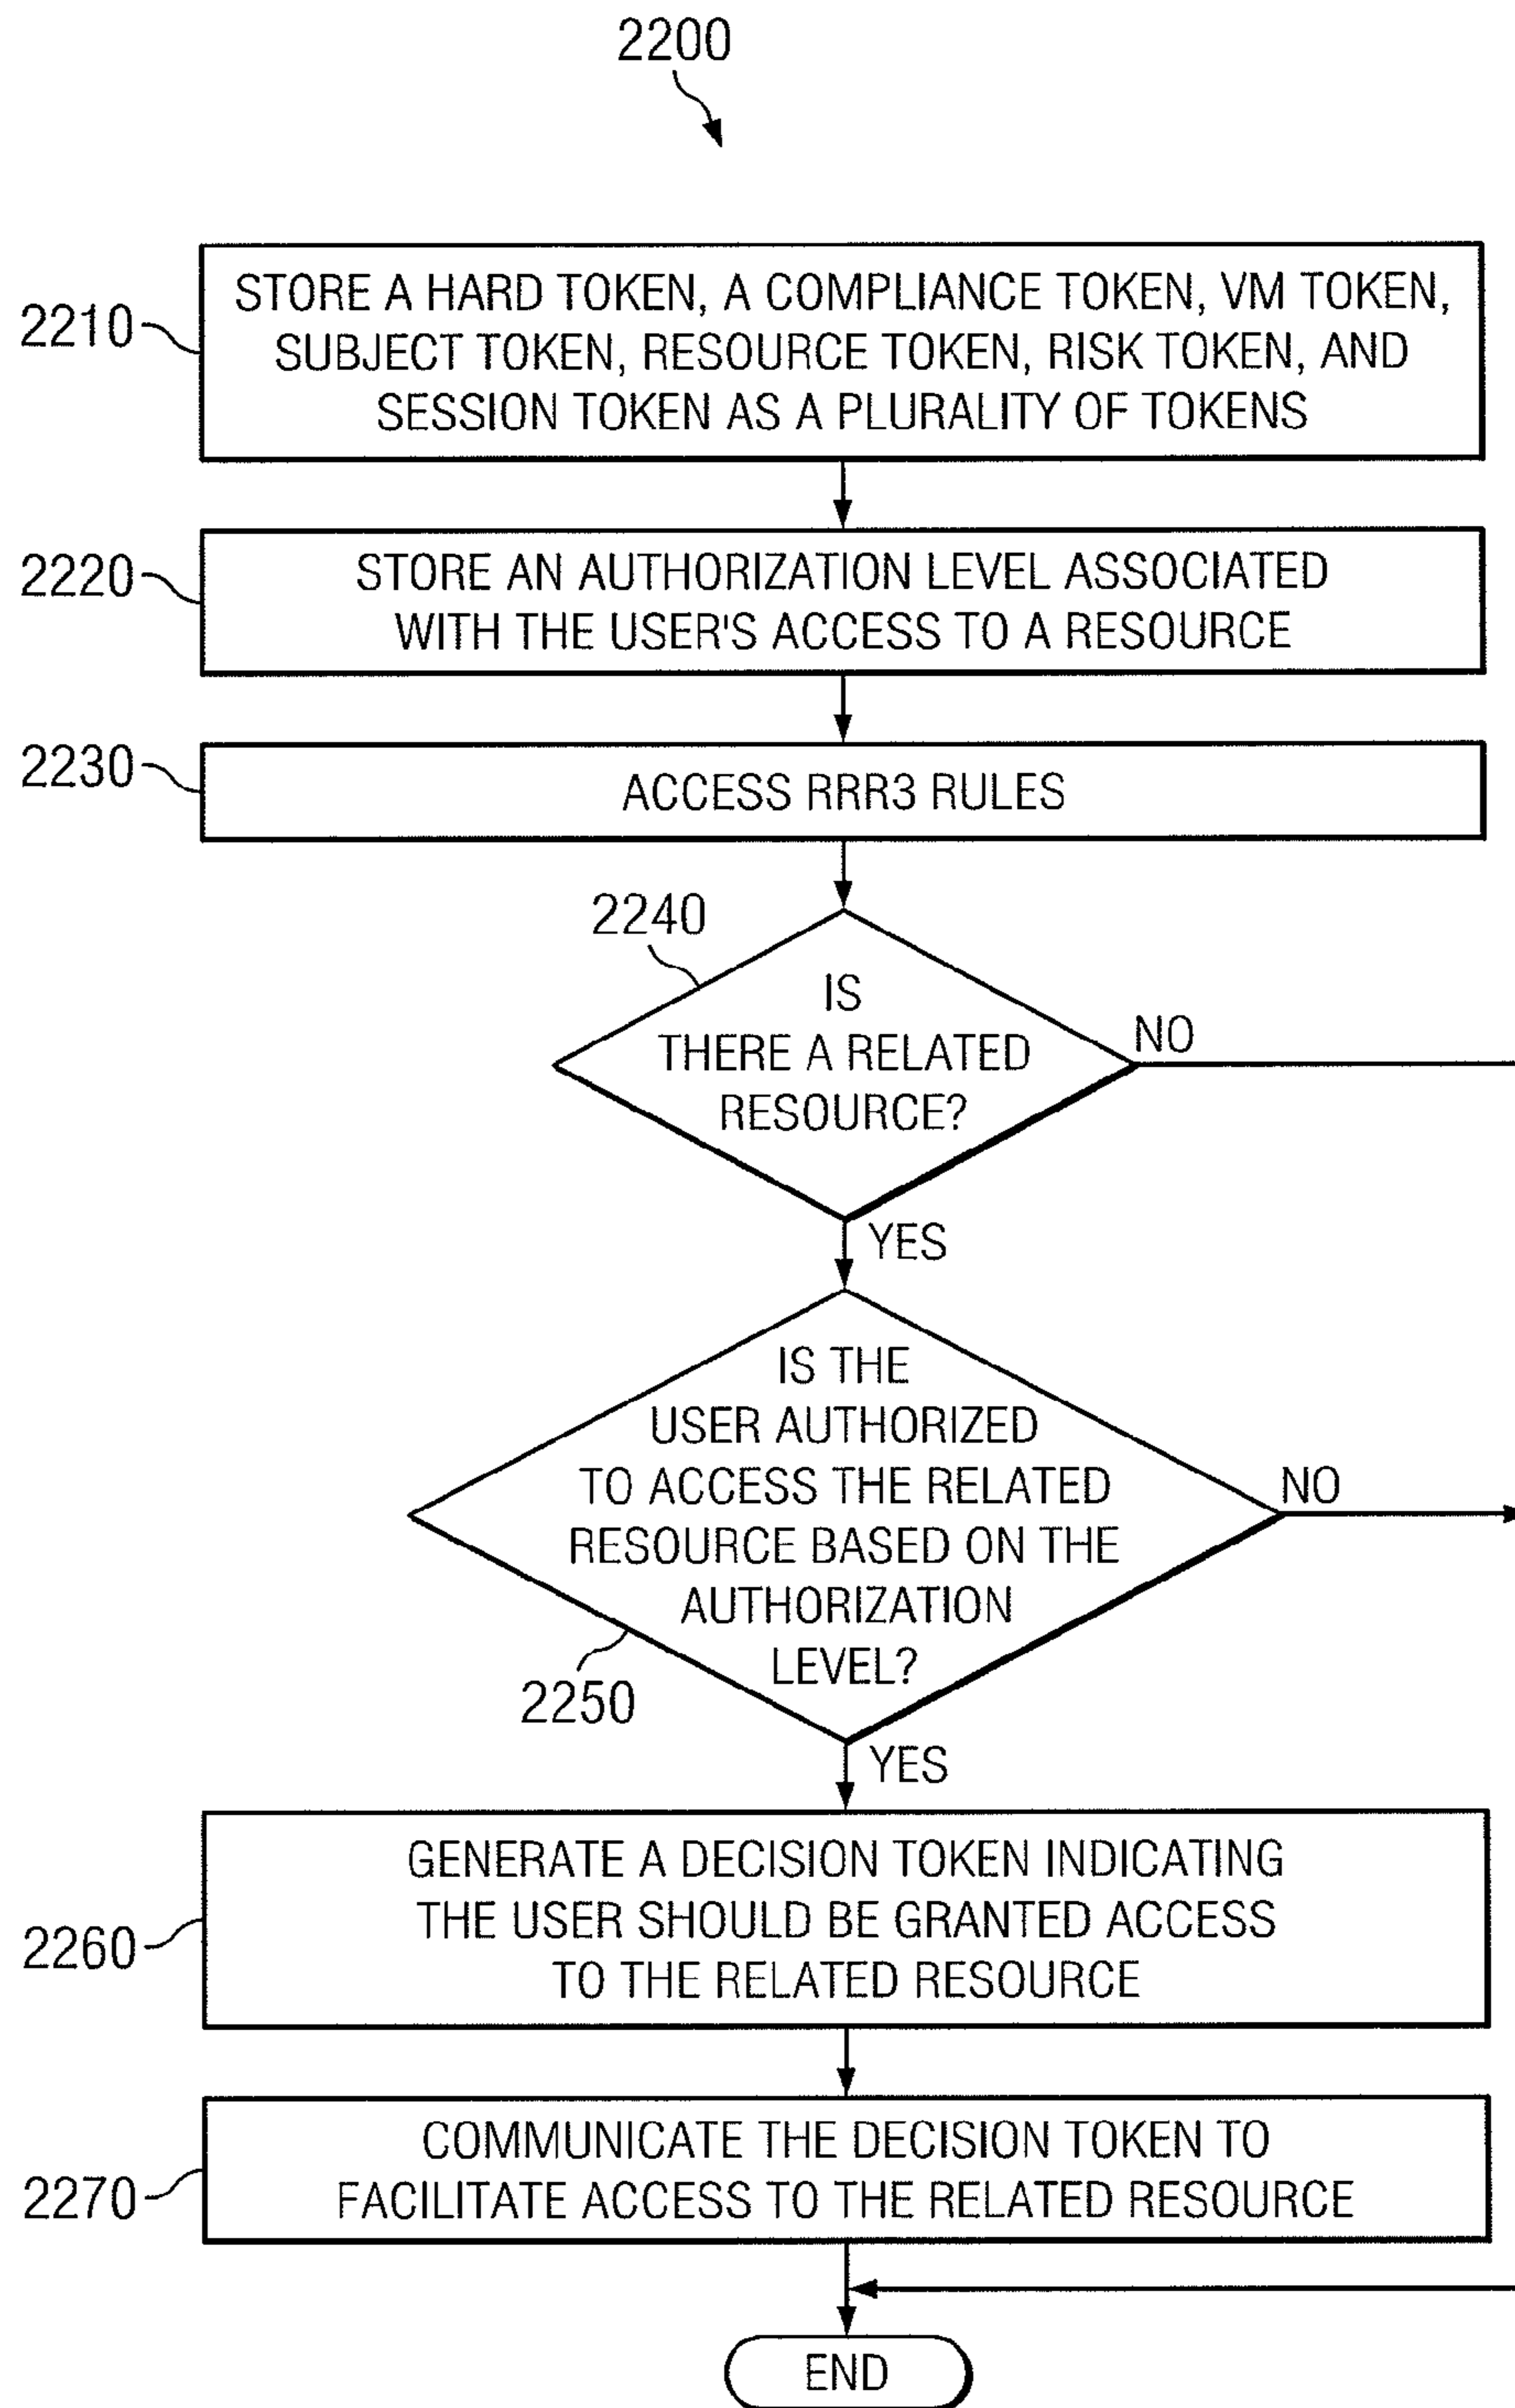 2200
2210
STORE A HARD TOKEN, A COMPLIANCE TOKEN, VM TOKEN,
SUBJECT TOKEN, RESOURCE TOKEN, RISK TOKEN, AND
SESSION TOKEN AS A PLURALITY OF TOKENS
2220
STORE AN AUTHORIZATION LEVEL ASSOCIATED
WITH THE USER'S ACCESS TO A RESOURCE
2230
ACCESS RRR3 RULES
2240
IS
THERE A RELATED
RESOURCE?
NO
YES
IS THE
USER AUTHORIZED
TO ACCESS THE RELATED
RESOURCE BASED ON THE
AUTHORIZATION
LEVEL?
NO
2250
YES
2260
GENERATE A DECISION TOKEN INDICATING
THE USER SHOULD BE GRANTED ACCESS
TO THE RELATED RESOURCE
2270
COMMUNICATE THE DECISION TOKEN TO
FACILITATE ACCESS TO THE RELATED RESOURCE
END